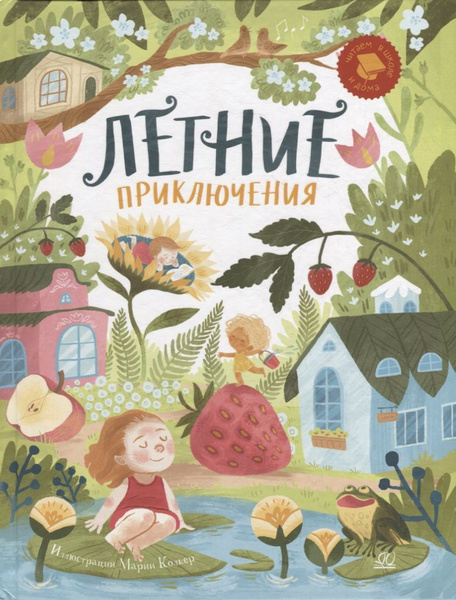 ЧИТАЕМ В ШКОЛЕ
И ДОМА
ЛЕТНИЕ
ПРИКЛЮЧЕНИЯ
Иллюстрации Марии Кольер